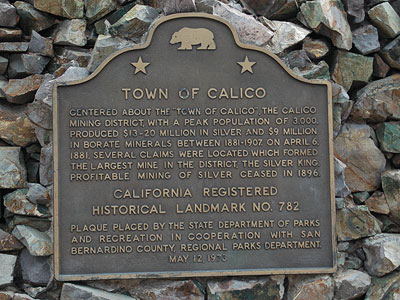 TOWN OF CALICO
CENTERED ABOUT THE "TOWN OF CALICO" THE CALICO
MINING DISTRICT, WITH A PEAK POPULATION OF 3,000,
PRODUCED $13-20 MILLION IN SILVER AND $9 MILLION
IN BORATE MINERALS BETWEEN 1881-1907. ON APRIL 6,
1881, SEVERAL CLAIMS WERE LOCATED WHICH FORMED
THE LARGEST MINE IN THE DISTRICT, THE SILVER KING.
PROFITABLE MINING OF SILVER CEASED IN 1896.
CALIFORNIA REGISTERED
HISTORICAL LANDMARK NO. 782
PLAQUE PLACED BY THE STATE DEPARTMENT OF PARKS
AND RECREATION IN COOPERATION WITH SAN
BERNARDINO COUNTY, REGIONAL PARKS DEPARTMENT.
MAY 12, 1973